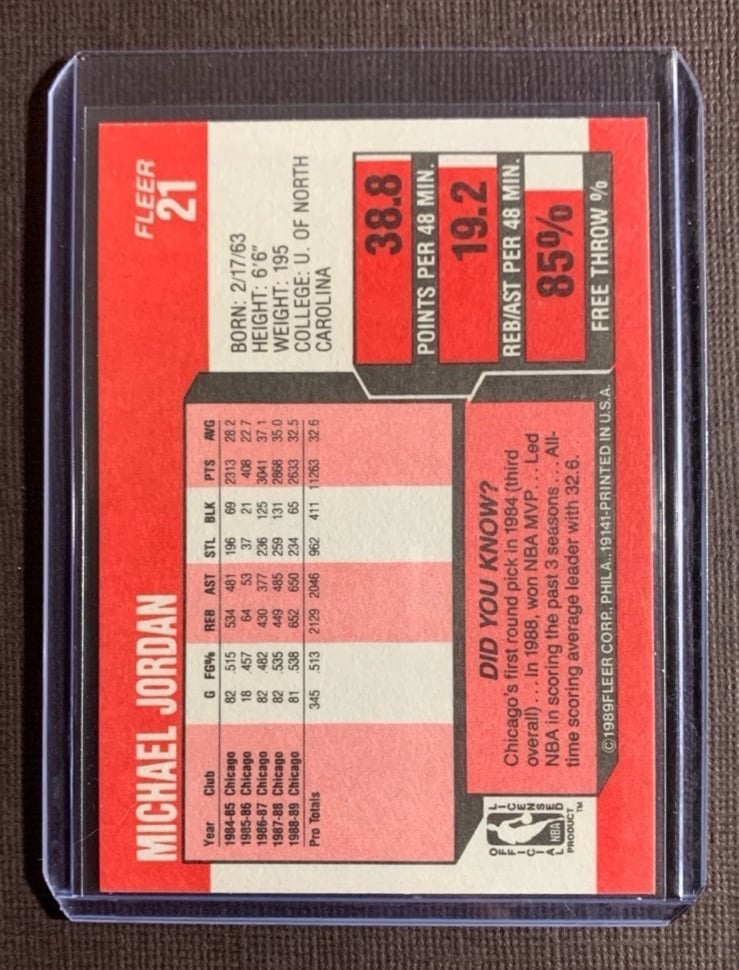 FLEER
21
MICHAEL JORDAN
BORN: 2/17/63
HEIGHT: 6'6"
WEIGHT: 195
COLLEGE: U. OF NORTH
CAROLINA
Year Club G FG% REB AST STL BLK PTS AVG
1984-85 Chicago 82 .515 534 481 196 69 2313 28.2
1985-86 Chicago 18 .457 64 53 37 21 408 22.7
1986-87 Chicago 82 .482 430 377 236 125 3041 37.1
1987-88 Chicago 82 .535 449 485 259 131 2868 35.0
1988-89 Chicago 81 .538 652 650 234 65 2633 32.5
Pro Totals 345 .513 2129 2046 962 411 11263 32.6
38.8
POINTS PER 48 MIN.
19.2
REB/AST PER 48 MIN.
85%
FREE THROW %
DID YOU KNOW?
Chicago's first round pick in 1984 (third
overall) . . . In 1988, won NBA MVP . . . Led
NBA in scoring the past 3 seasons . . . All-
time scoring average leader with 32.6.
OFFICIAL LICENSED
NBA
PRODUCT™
©1989FLEER CORP., PHILA..19141-PRINTED IN U.S.A.